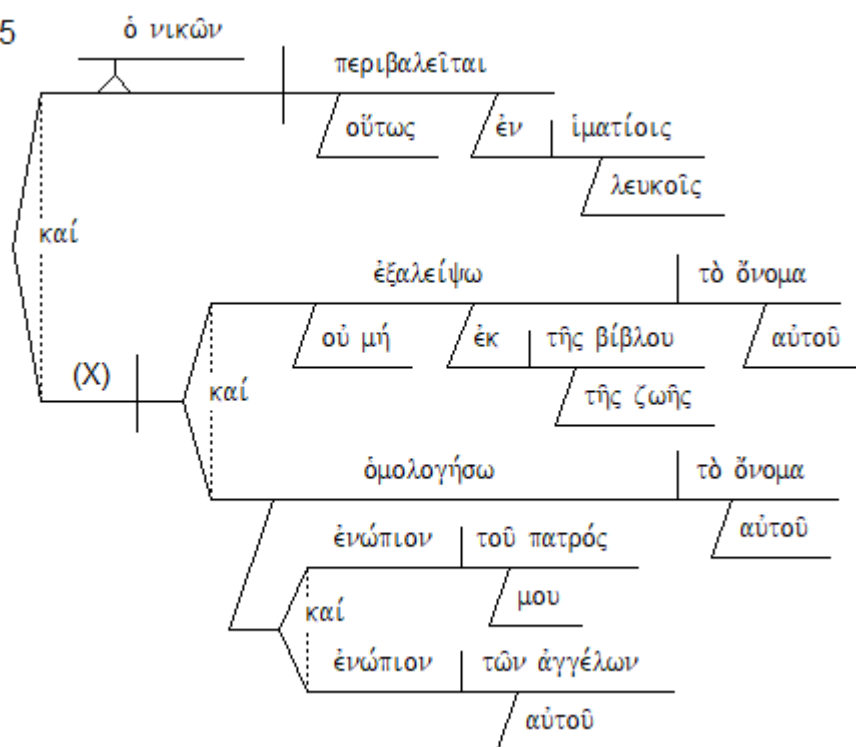 5 ὁ νικῶν
περιβαλεῖται
οὕτως ἐν ἱματίοις
λευκοῖς
καί
ἐξαλείψω τὸ ὄνομα
οὐ μή ἐκ τῆς βίβλου αὐτοῦ
(X) καί τῆς ζωῆς
ὁμολογήσω τὸ ὄνομα
αὐτοῦ
ἐνώπιον τοῦ πατρός
καί μου
ἐνώπιον τῶν ἀγγέλων
αὐτοῦ